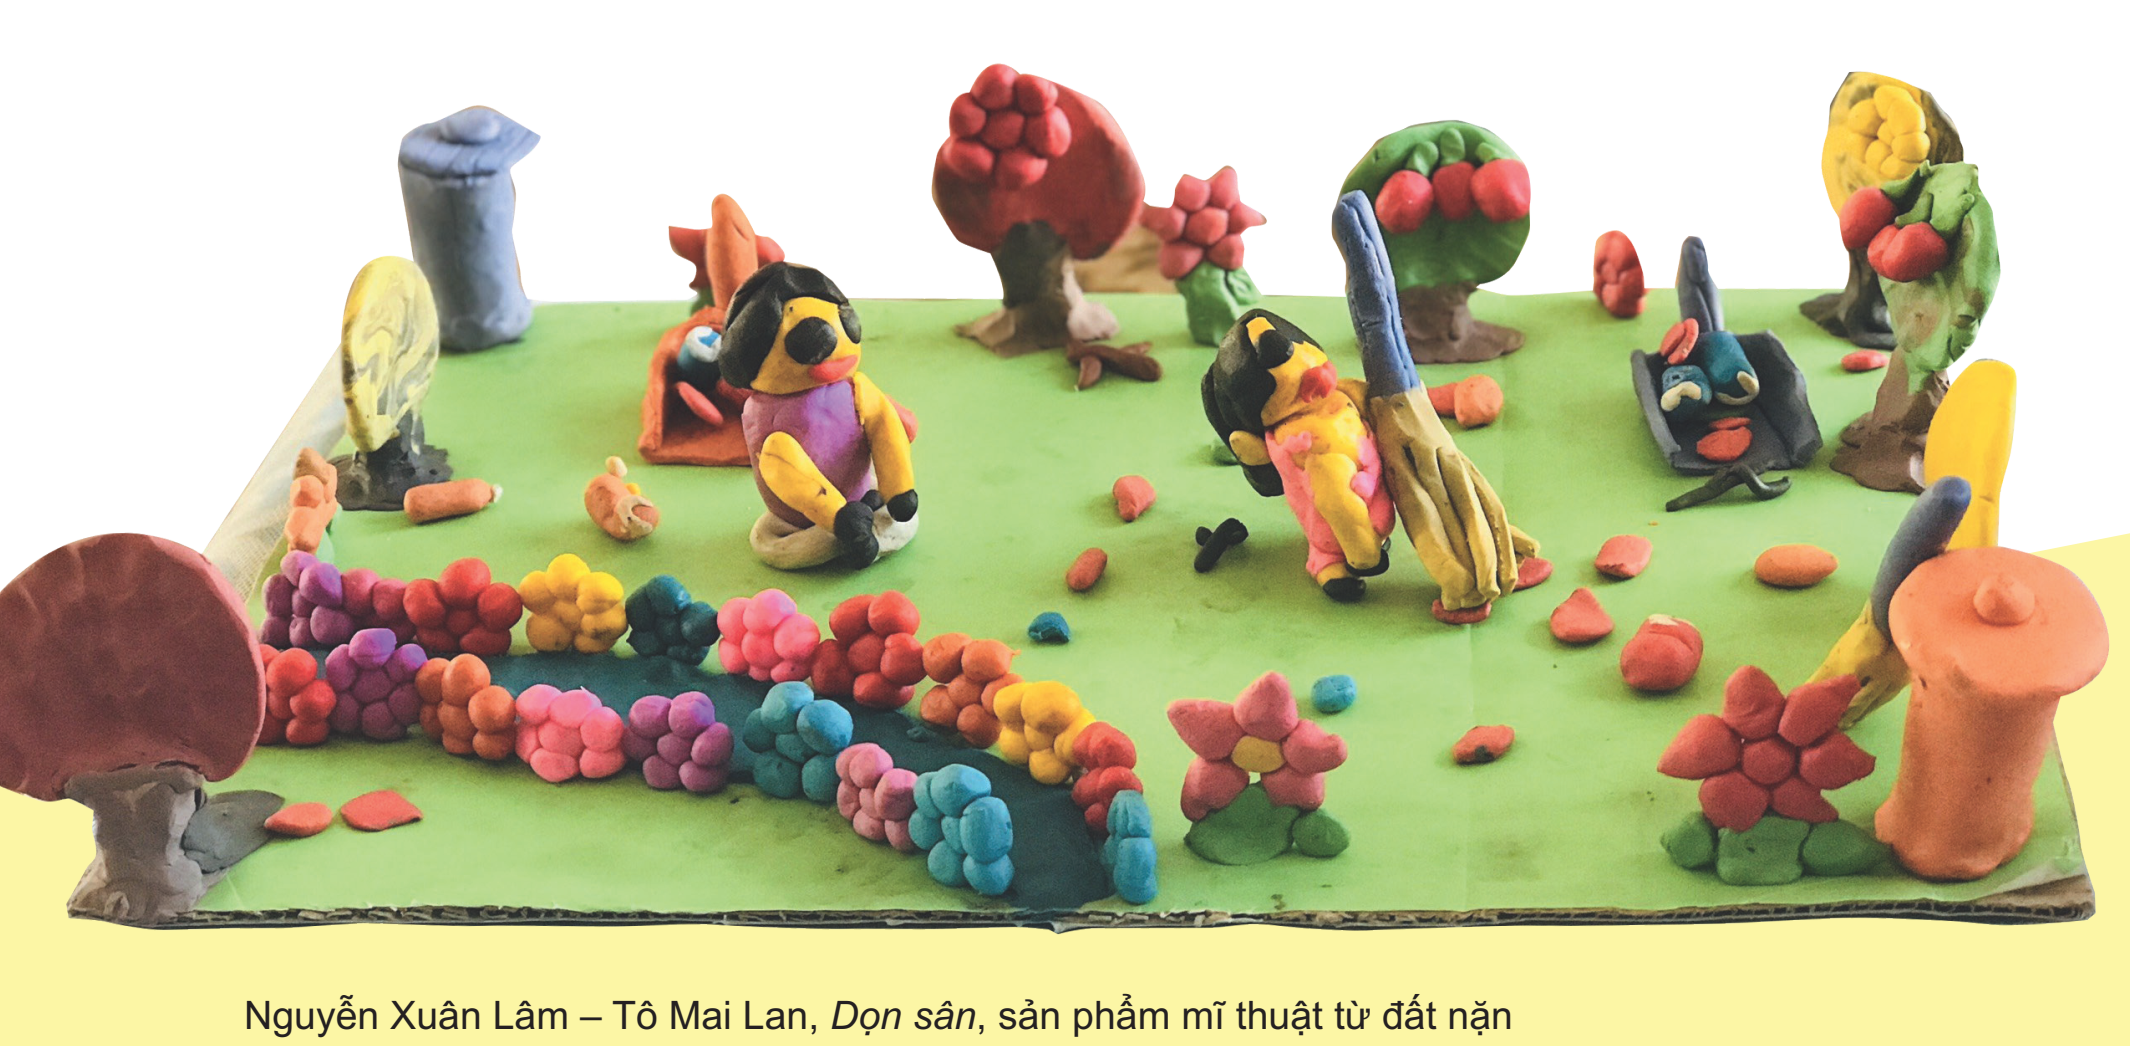 Nguyễn Xuân Lâm – Tô Mai Lan, Dọn sân, sản phẩm mĩ thuật từ đất nặn